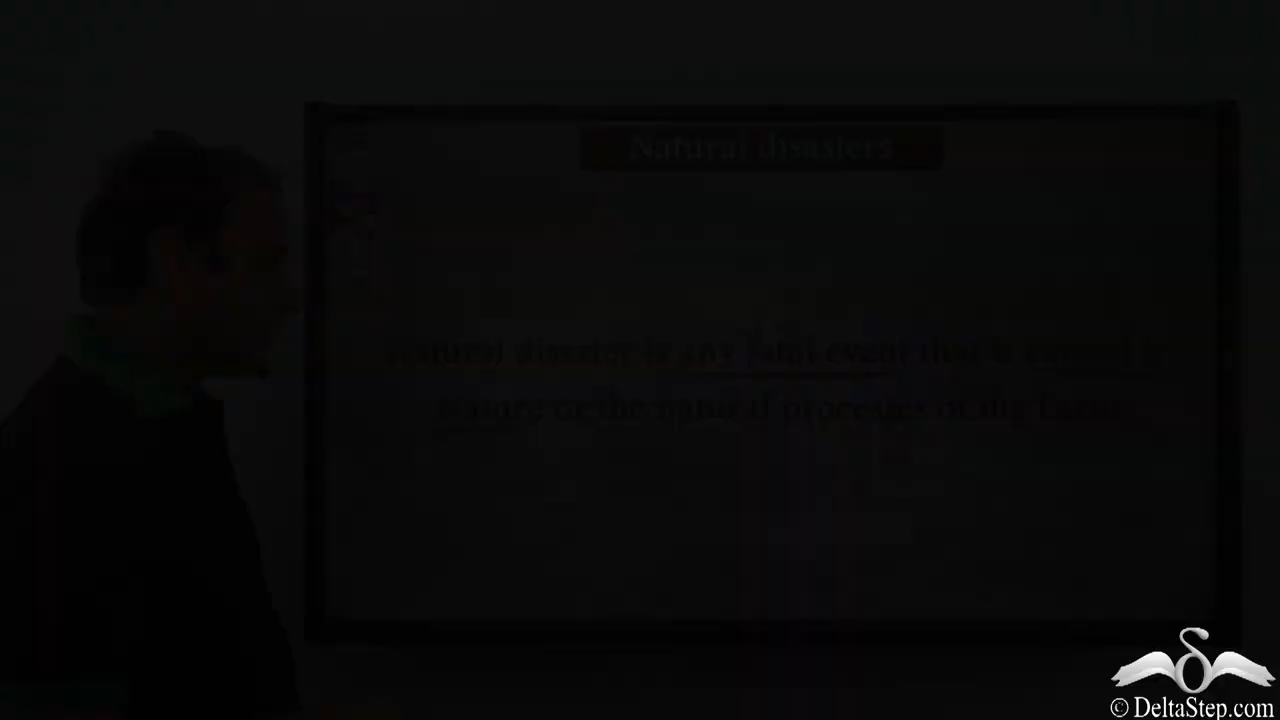 Natural disasters
Natural disaster is any fatal event that is caused
Nature or the natural processes of the Earth
© DeltaStep.com